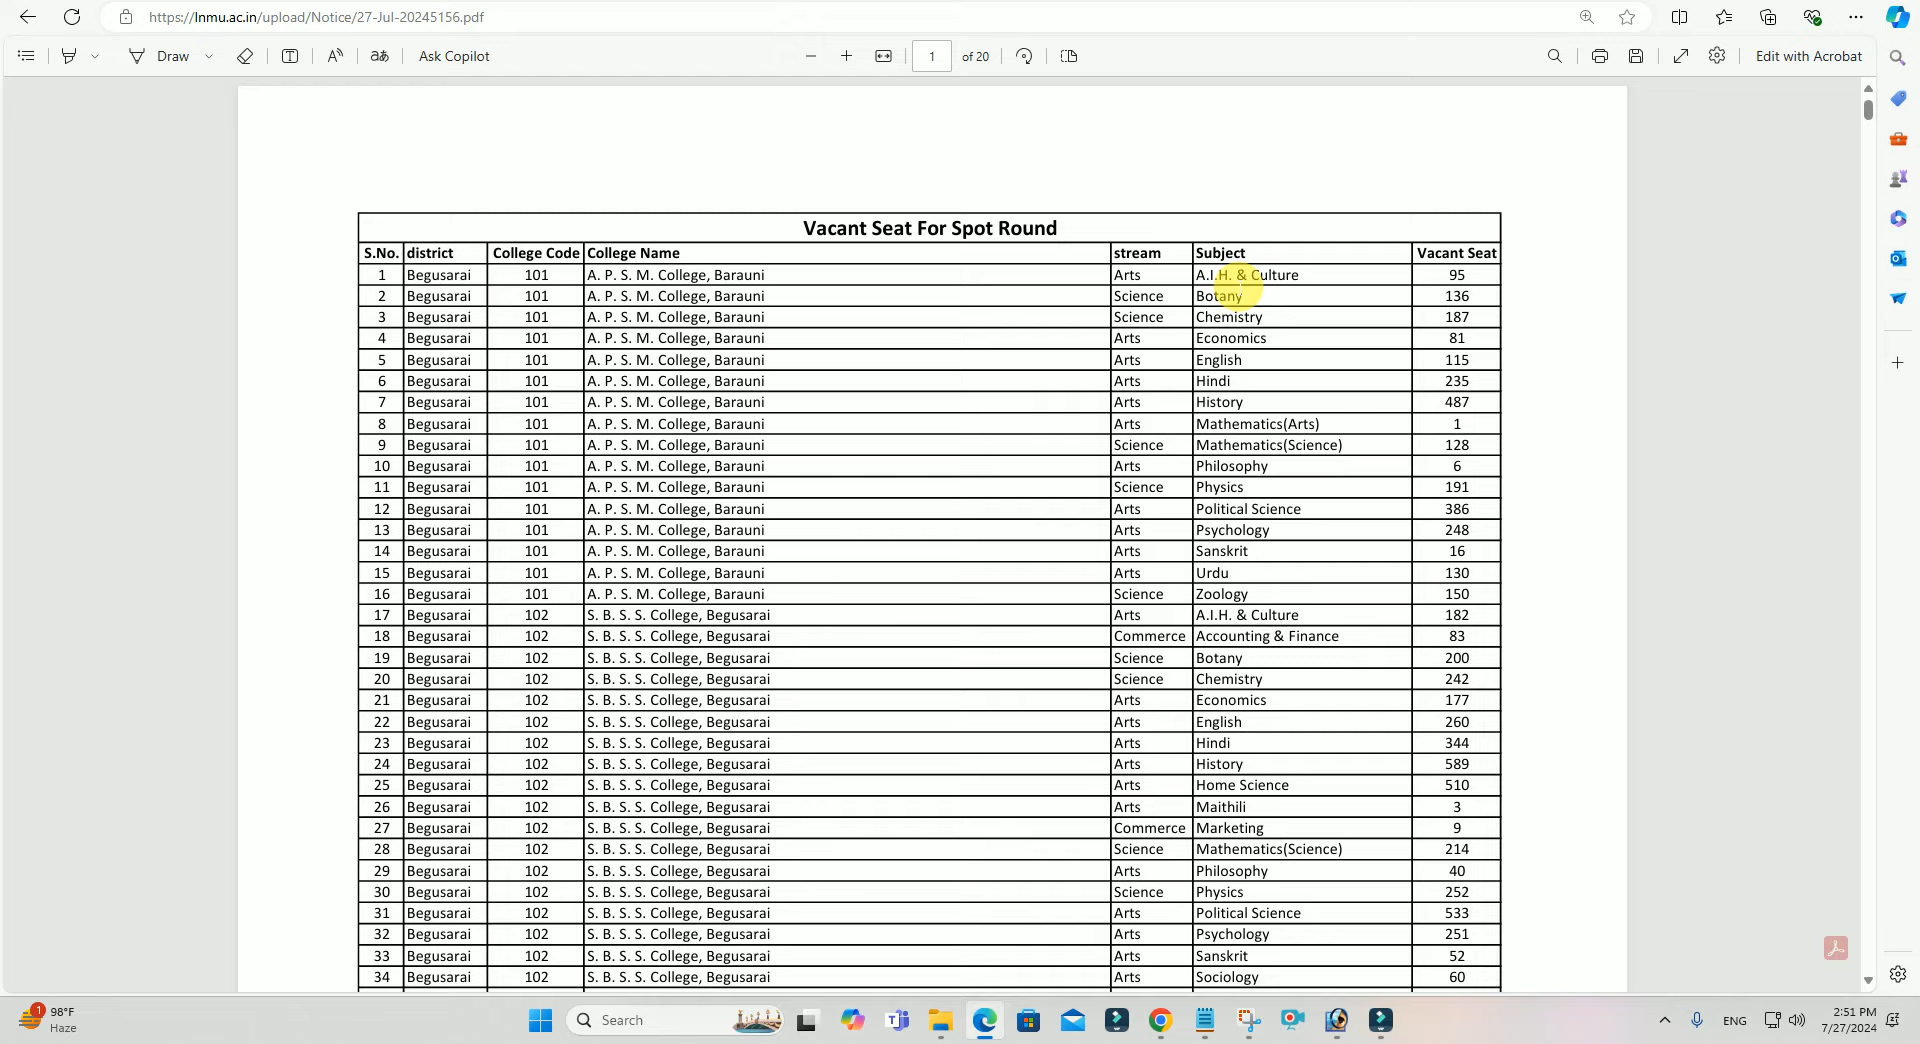 https://lnmu.ac.in/upload/Notice/27-Jul-20245156.pdf
Draw
Ask Copilot
1 of 20
Edit with Acrobat
Vacant Seat For Spot Round
S.No. district College Code College Name stream Subject Vacant Seat
1 Begusarai 101 A. P. S. M. College, Barauni Arts A.I.H. & Culture 95
2 Begusarai 101 A. P. S. M. College, Barauni Science Botany 136
3 Begusarai 101 A. P. S. M. College, Barauni Science Chemistry 187
4 Begusarai 101 A. P. S. M. College, Barauni Arts Economics 81
5 Begusarai 101 A. P. S. M. College, Barauni Arts English 115
6 Begusarai 101 A. P. S. M. College, Barauni Arts Hindi 235
7 Begusarai 101 A. P. S. M. College, Barauni Arts History 487
8 Begusarai 101 A. P. S. M. College, Barauni Arts Mathematics(Arts) 1
9 Begusarai 101 A. P. S. M. College, Barauni Science Mathematics(Science) 128
10 Begusarai 101 A. P. S. M. College, Barauni Arts Philosophy 6
11 Begusarai 101 A. P. S. M. College, Barauni Science Physics 191
12 Begusarai 101 A. P. S. M. College, Barauni Arts Political Science 386
13 Begusarai 101 A. P. S. M. College, Barauni Arts Psychology 248
14 Begusarai 101 A. P. S. M. College, Barauni Arts Sanskrit 16
15 Begusarai 101 A. P. S. M. College, Barauni Arts Urdu 130
16 Begusarai 101 A. P. S. M. College, Barauni Science Zoology 150
17 Begusarai 102 S. B. S. S. College, Begusarai Arts A.I.H. & Culture 182
18 Begusarai 102 S. B. S. S. College, Begusarai Commerce Accounting & Finance 83
19 Begusarai 102 S. B. S. S. College, Begusarai Science Botany 200
20 Begusarai 102 S. B. S. S. College, Begusarai Science Chemistry 242
21 Begusarai 102 S. B. S. S. College, Begusarai Arts Economics 177
22 Begusarai 102 S. B. S. S. College, Begusarai Arts English 260
23 Begusarai 102 S. B. S. S. College, Begusarai Arts Hindi 344
24 Begusarai 102 S. B. S. S. College, Begusarai Arts History 589
25 Begusarai 102 S. B. S. S. College, Begusarai Arts Home Science 510
26 Begusarai 102 S. B. S. S. College, Begusarai Arts Maithili 3
27 Begusarai 102 S. B. S. S. College, Begusarai Commerce Marketing 9
28 Begusarai 102 S. B. S. S. College, Begusarai Science Mathematics(Science) 214
29 Begusarai 102 S. B. S. S. College, Begusarai Arts Philosophy 40
30 Begusarai 102 S. B. S. S. College, Begusarai Science Physics 252
31 Begusarai 102 S. B. S. S. College, Begusarai Arts Political Science 533
32 Begusarai 102 S. B. S. S. College, Begusarai Arts Psychology 251
33 Begusarai 102 S. B. S. S. College, Begusarai Arts Sanskrit 52
34 Begusarai 102 S. B. S. S. College, Begusarai Arts Sociology 60
1 98°F
Haze
Search
ENG
2:51 PM
7/27/2024